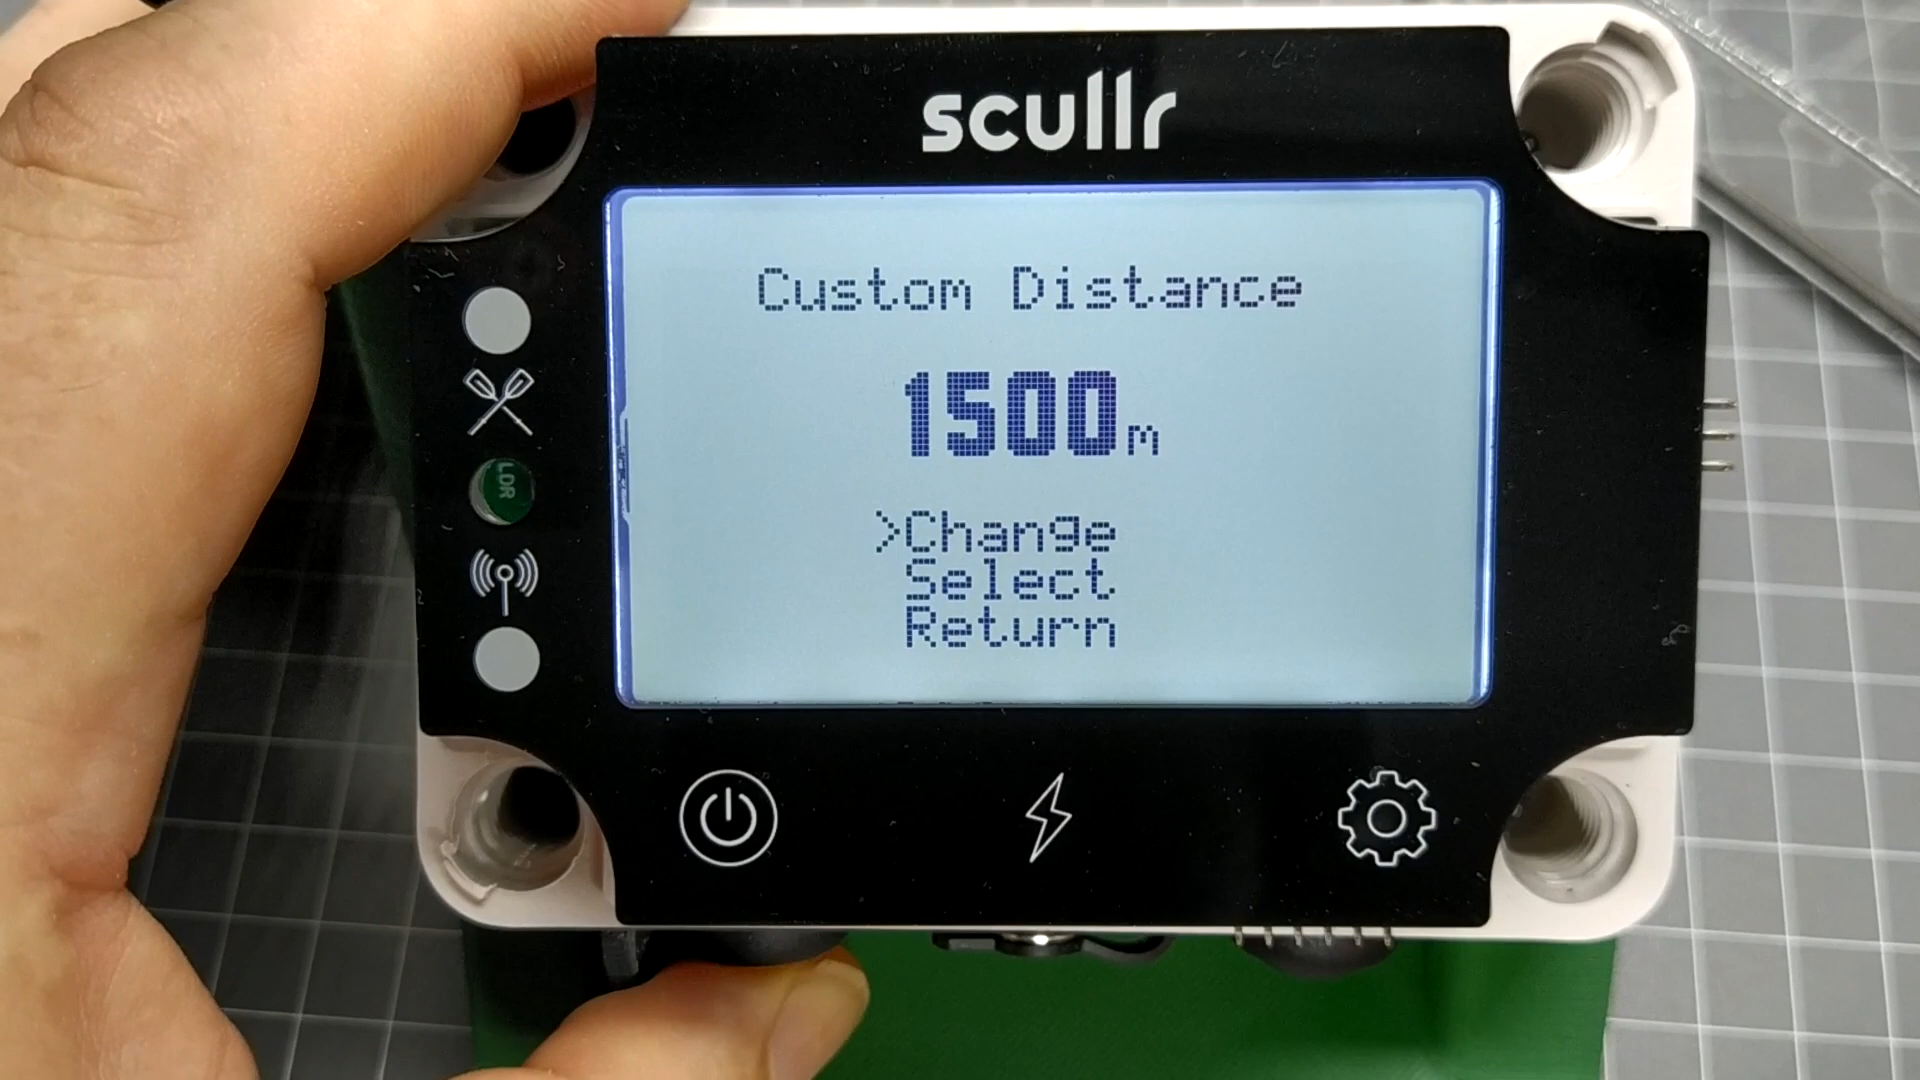 scullr
Custom Distance
1500m
>Change
Select
Return
LDR